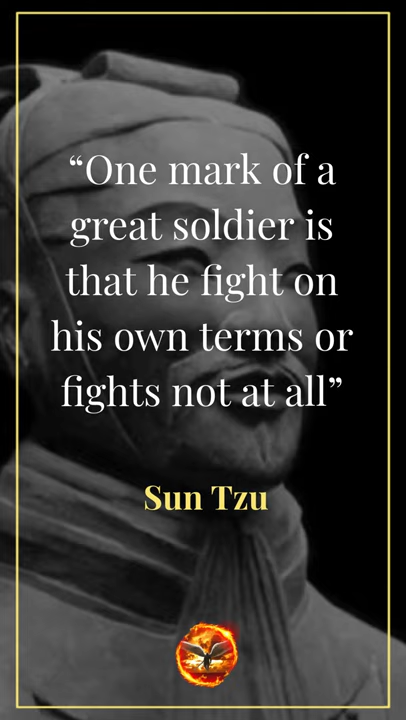 “One mark of a
great soldier is
that he fight on
his own terms or
fights not at all”
Sun Tzu